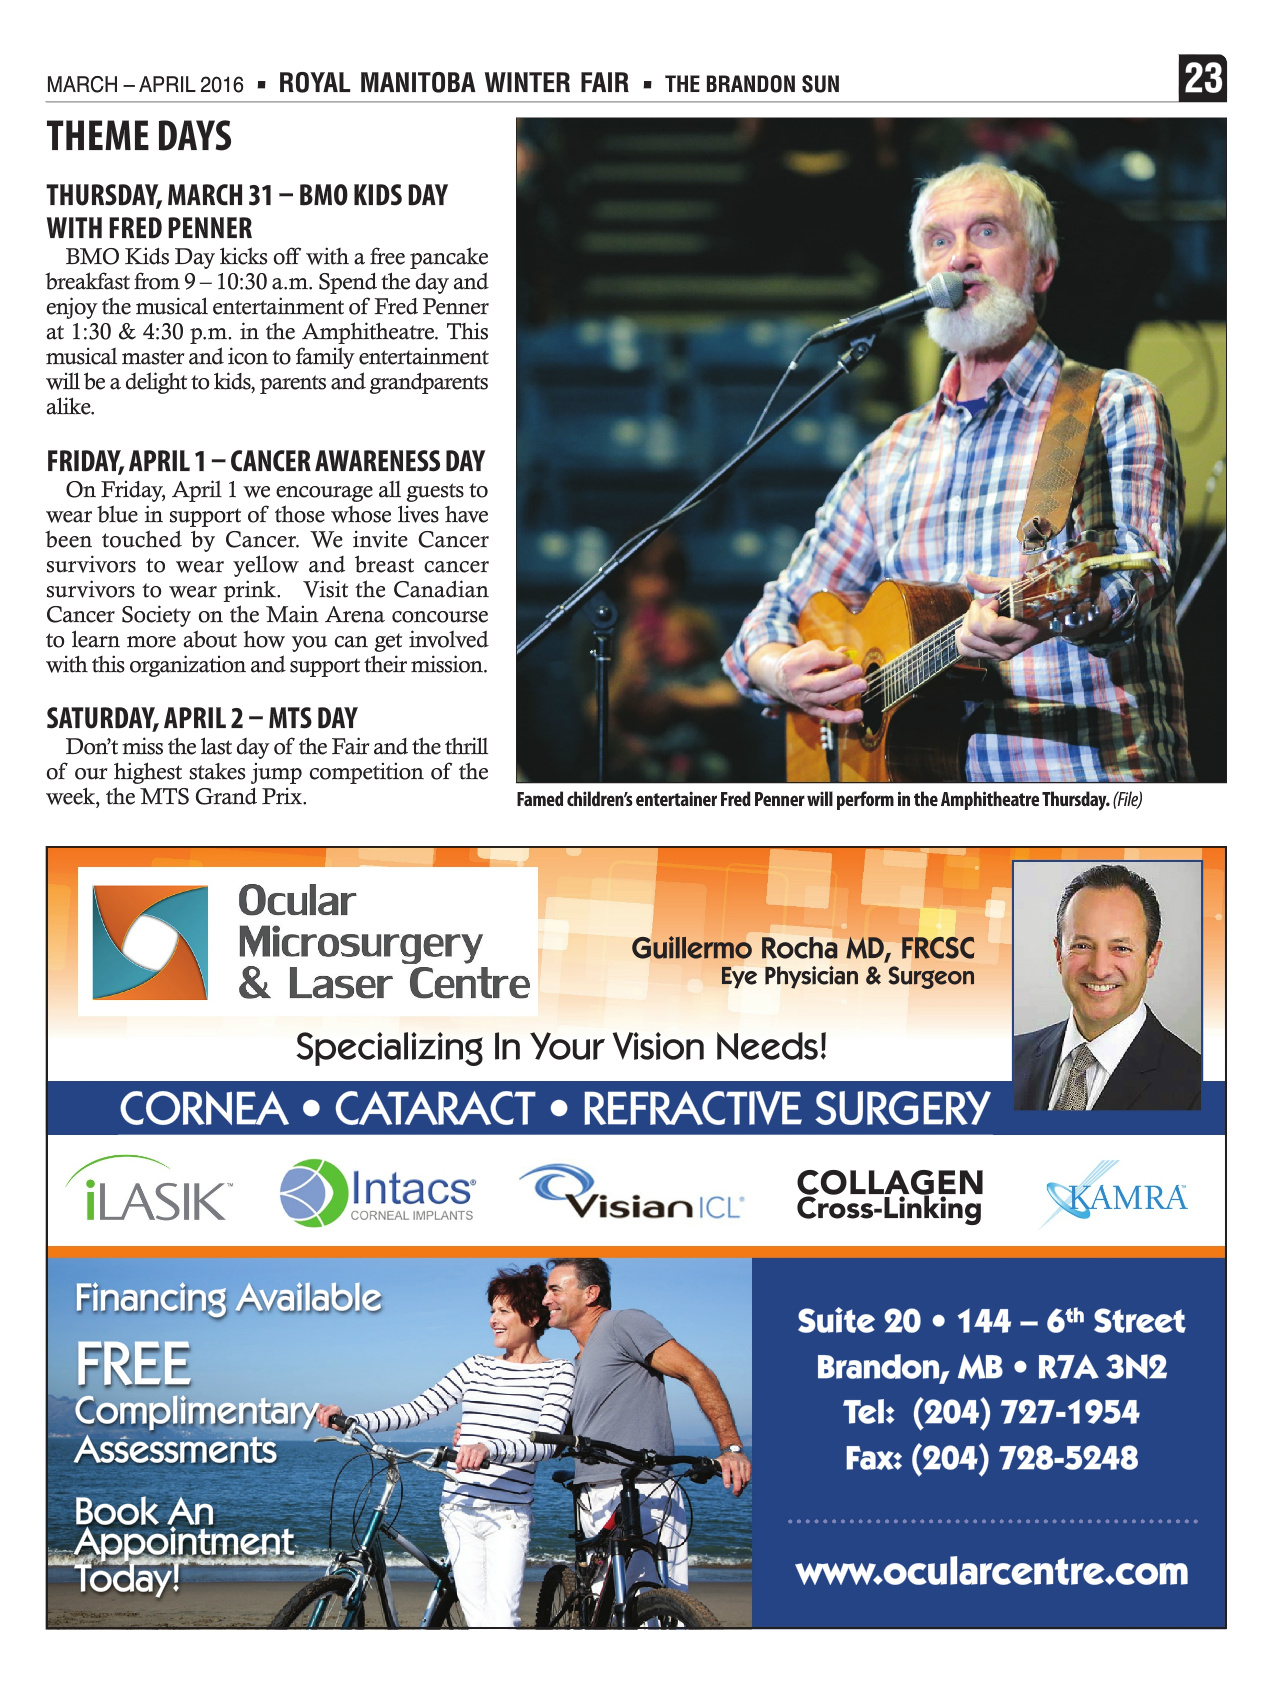 MARCH – APRIL 2016 ▪ ROYAL MANITOBA WINTER FAIR ▪ THE BRANDON SUN
23
THEME DAYS
THURSDAY, MARCH 31 – BMO KIDS DAY
WITH FRED PENNER
BMO Kids Day kicks off with a free pancake
breakfast from 9 – 10:30 a.m. Spend the day and
enjoy the musical entertainment of Fred Penner
at 1:30 & 4:30 p.m. in the Amphitheatre. This
musical master and icon to family entertainment
will be a delight to kids, parents and grandparents
alike.
FRIDAY, APRIL 1 – CANCER AWARENESS DAY
On Friday, April 1 we encourage all guests to
wear blue in support of those whose lives have
been touched by Cancer. We invite Cancer
survivors to wear yellow and breast cancer
survivors to wear prink. Visit the Canadian
Cancer Society on the Main Arena concourse
to learn more about how you can get involved
with this organization and support their mission.
SATURDAY, APRIL 2 – MTS DAY
Don't miss the last day of the Fair and the thrill
of our highest stakes jump competition of the
week, the MTS Grand Prix.
Famed children's entertainer Fred Penner will perform in the Amphitheatre Thursday. (File)
Ocular
Microsurgery
& Laser Centre
Guillermo Rocha MD, FRCSC
Eye Physician & Surgeon
Specializing In Your Vision Needs!
CORNEA • CATARACT • REFRACTIVE SURGERY
iLASIK™
Intacs®
CORNEAL IMPLANTS
Visian ICL®
COLLAGEN
Cross-Linking
KAMRA™
Financing Available
FREE
Complimentary
Assessments
Book An
Appointment
Today!
Suite 20 • 144 – 6th Street
Brandon, MB • R7A 3N2
Tel: (204) 727-1954
Fax: (204) 728-5248
www.ocularcentre.com